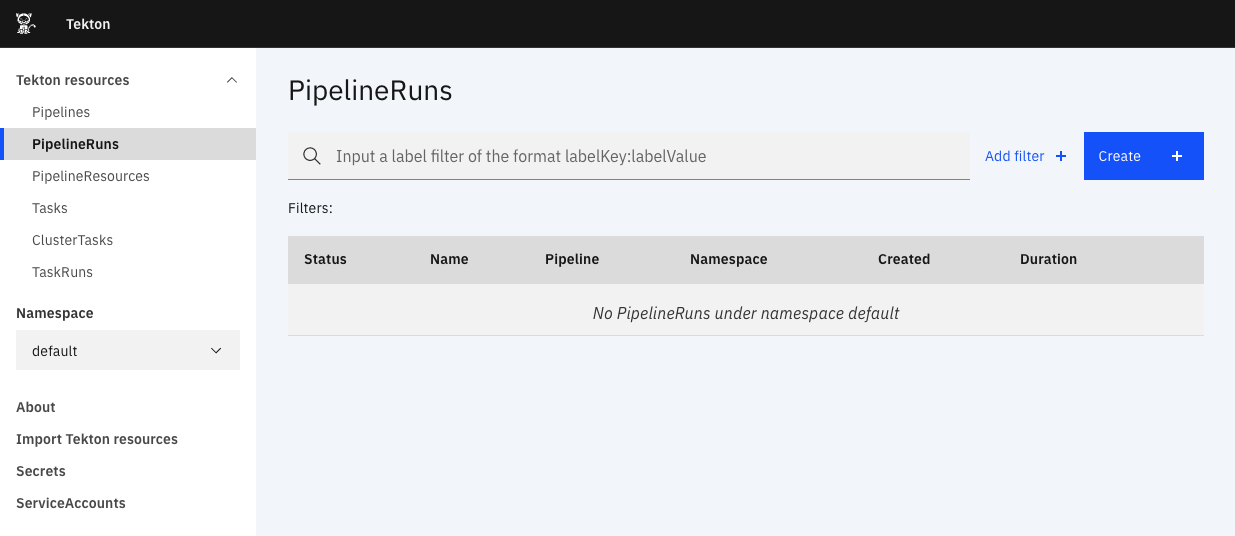 Tekton
Tekton resources
Pipelines
PipelineRuns
PipelineResources
Tasks
ClusterTasks
TaskRuns
Namespace
default
About
Import Tekton resources
Secrets
ServiceAccounts
PipelineRuns
Input a label filter of the format labelKey:labelValue
Add filter +
Create +
Filters:
Status Name Pipeline Namespace Created Duration
No PipelineRuns under namespace default